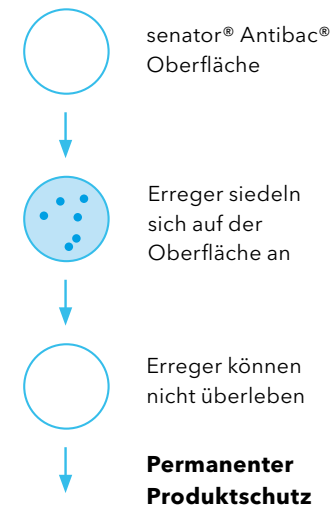 senator® Antibac®
Oberfläche
Erreger siedeln
sich auf der
Oberfläche an
Erreger können
nicht überleben
Permanenter
Produktschutz